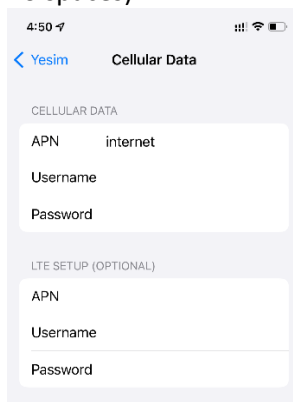 4:50
Yesim Cellular Data
CELLULAR DATA
APN internet
Username
Password
LTE SETUP (OPTIONAL)
APN
Username
Password